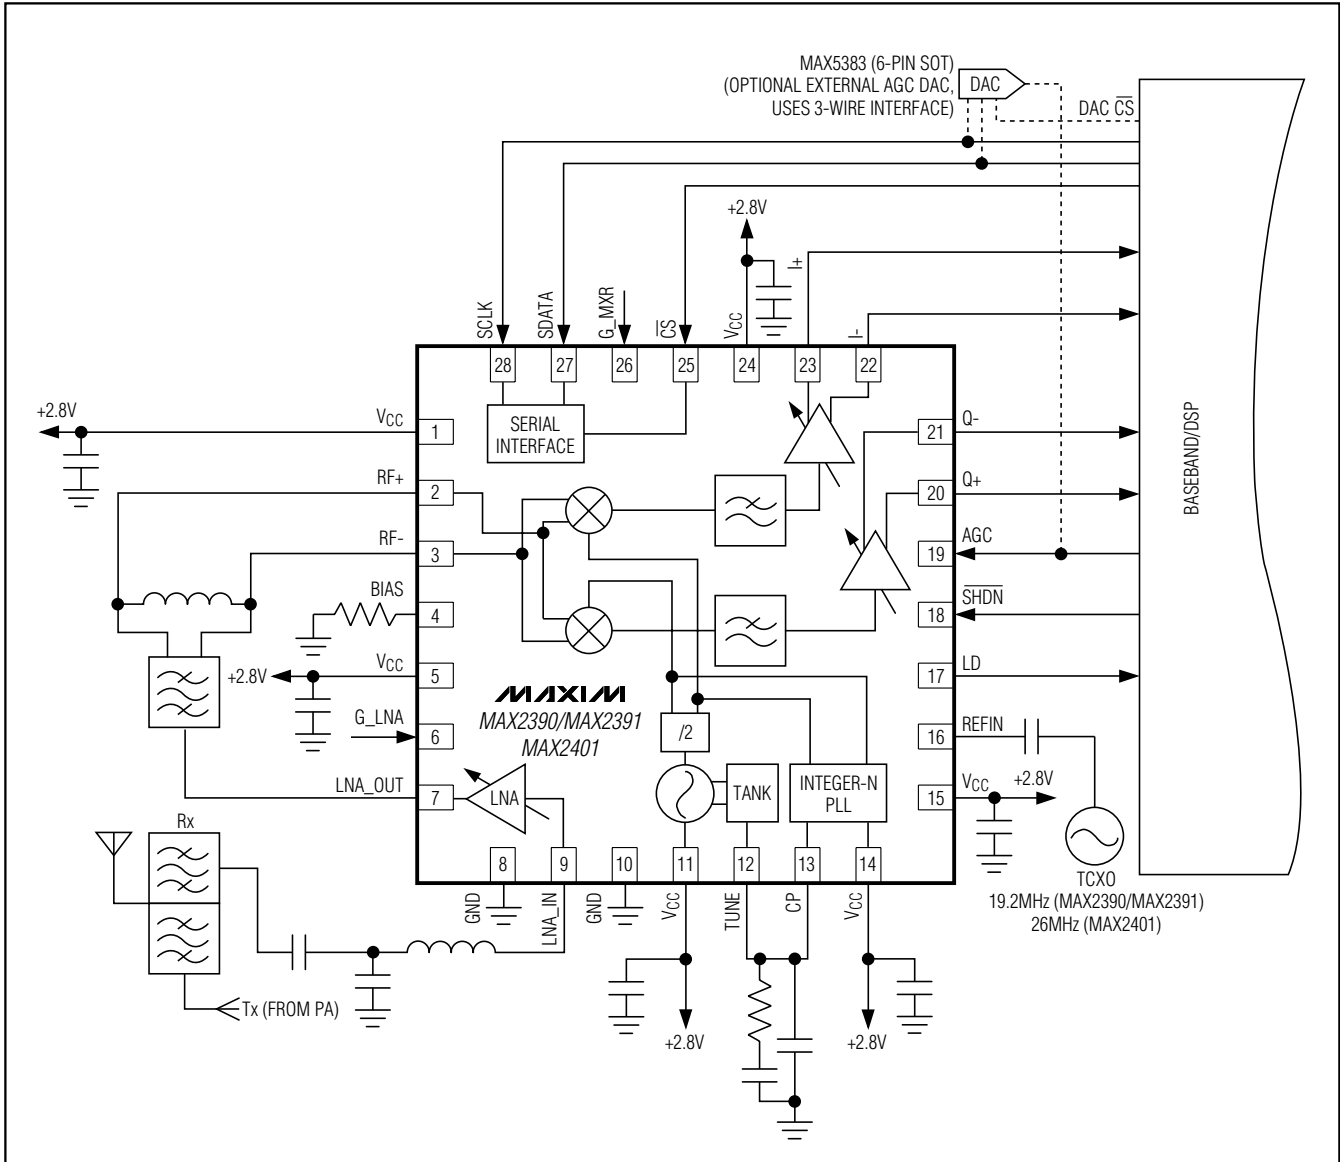 MAX5383 (6-PIN SOT)
(OPTIONAL EXTERNAL AGC DAC,
USES 3-WIRE INTERFACE)
DAC
DAC C̅S̅
+2.8V
SCLK
SDATA
G_MXR
C̅S̅
VCC
I+
I-
28
27
26
25
24
23
22
SERIAL
INTERFACE
+2.8V
VCC
1
RF+
2
RF-
3
BIAS
4
+2.8V
VCC
5
G_LNA
6
LNA_OUT
7
21
Q-
20
Q+
19
AGC
18
S̅H̅D̅N̅
17
LD
16
REFIN
15
VCC
+2.8V
BASEBAND/DSP
MAXIM
MAX2390/MAX2391
MAX2401
/2
LNA
TANK
INTEGER-N
PLL
Rx
8
9
10
11
12
13
14
GND
LNA_IN
GND
VCC
TUNE
CP
VCC
TCXO
19.2MHz (MAX2390/MAX2391)
26MHz (MAX2401)
Tx (FROM PA)
+2.8V
+2.8V